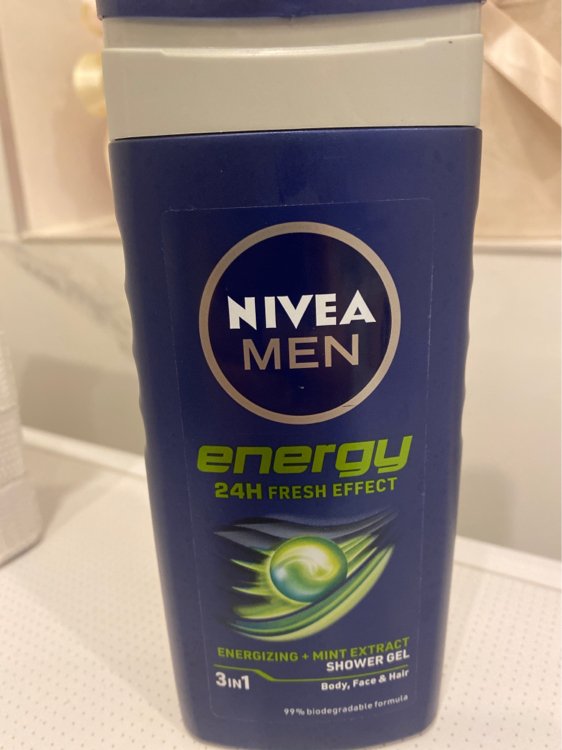 NIVEA
MEN
energy
24H FRESH EFFECT
ENERGIZING + MINT EXTRACT
SHOWER GEL
3IN1
Body, Face & Hair
99% biodegradable formula